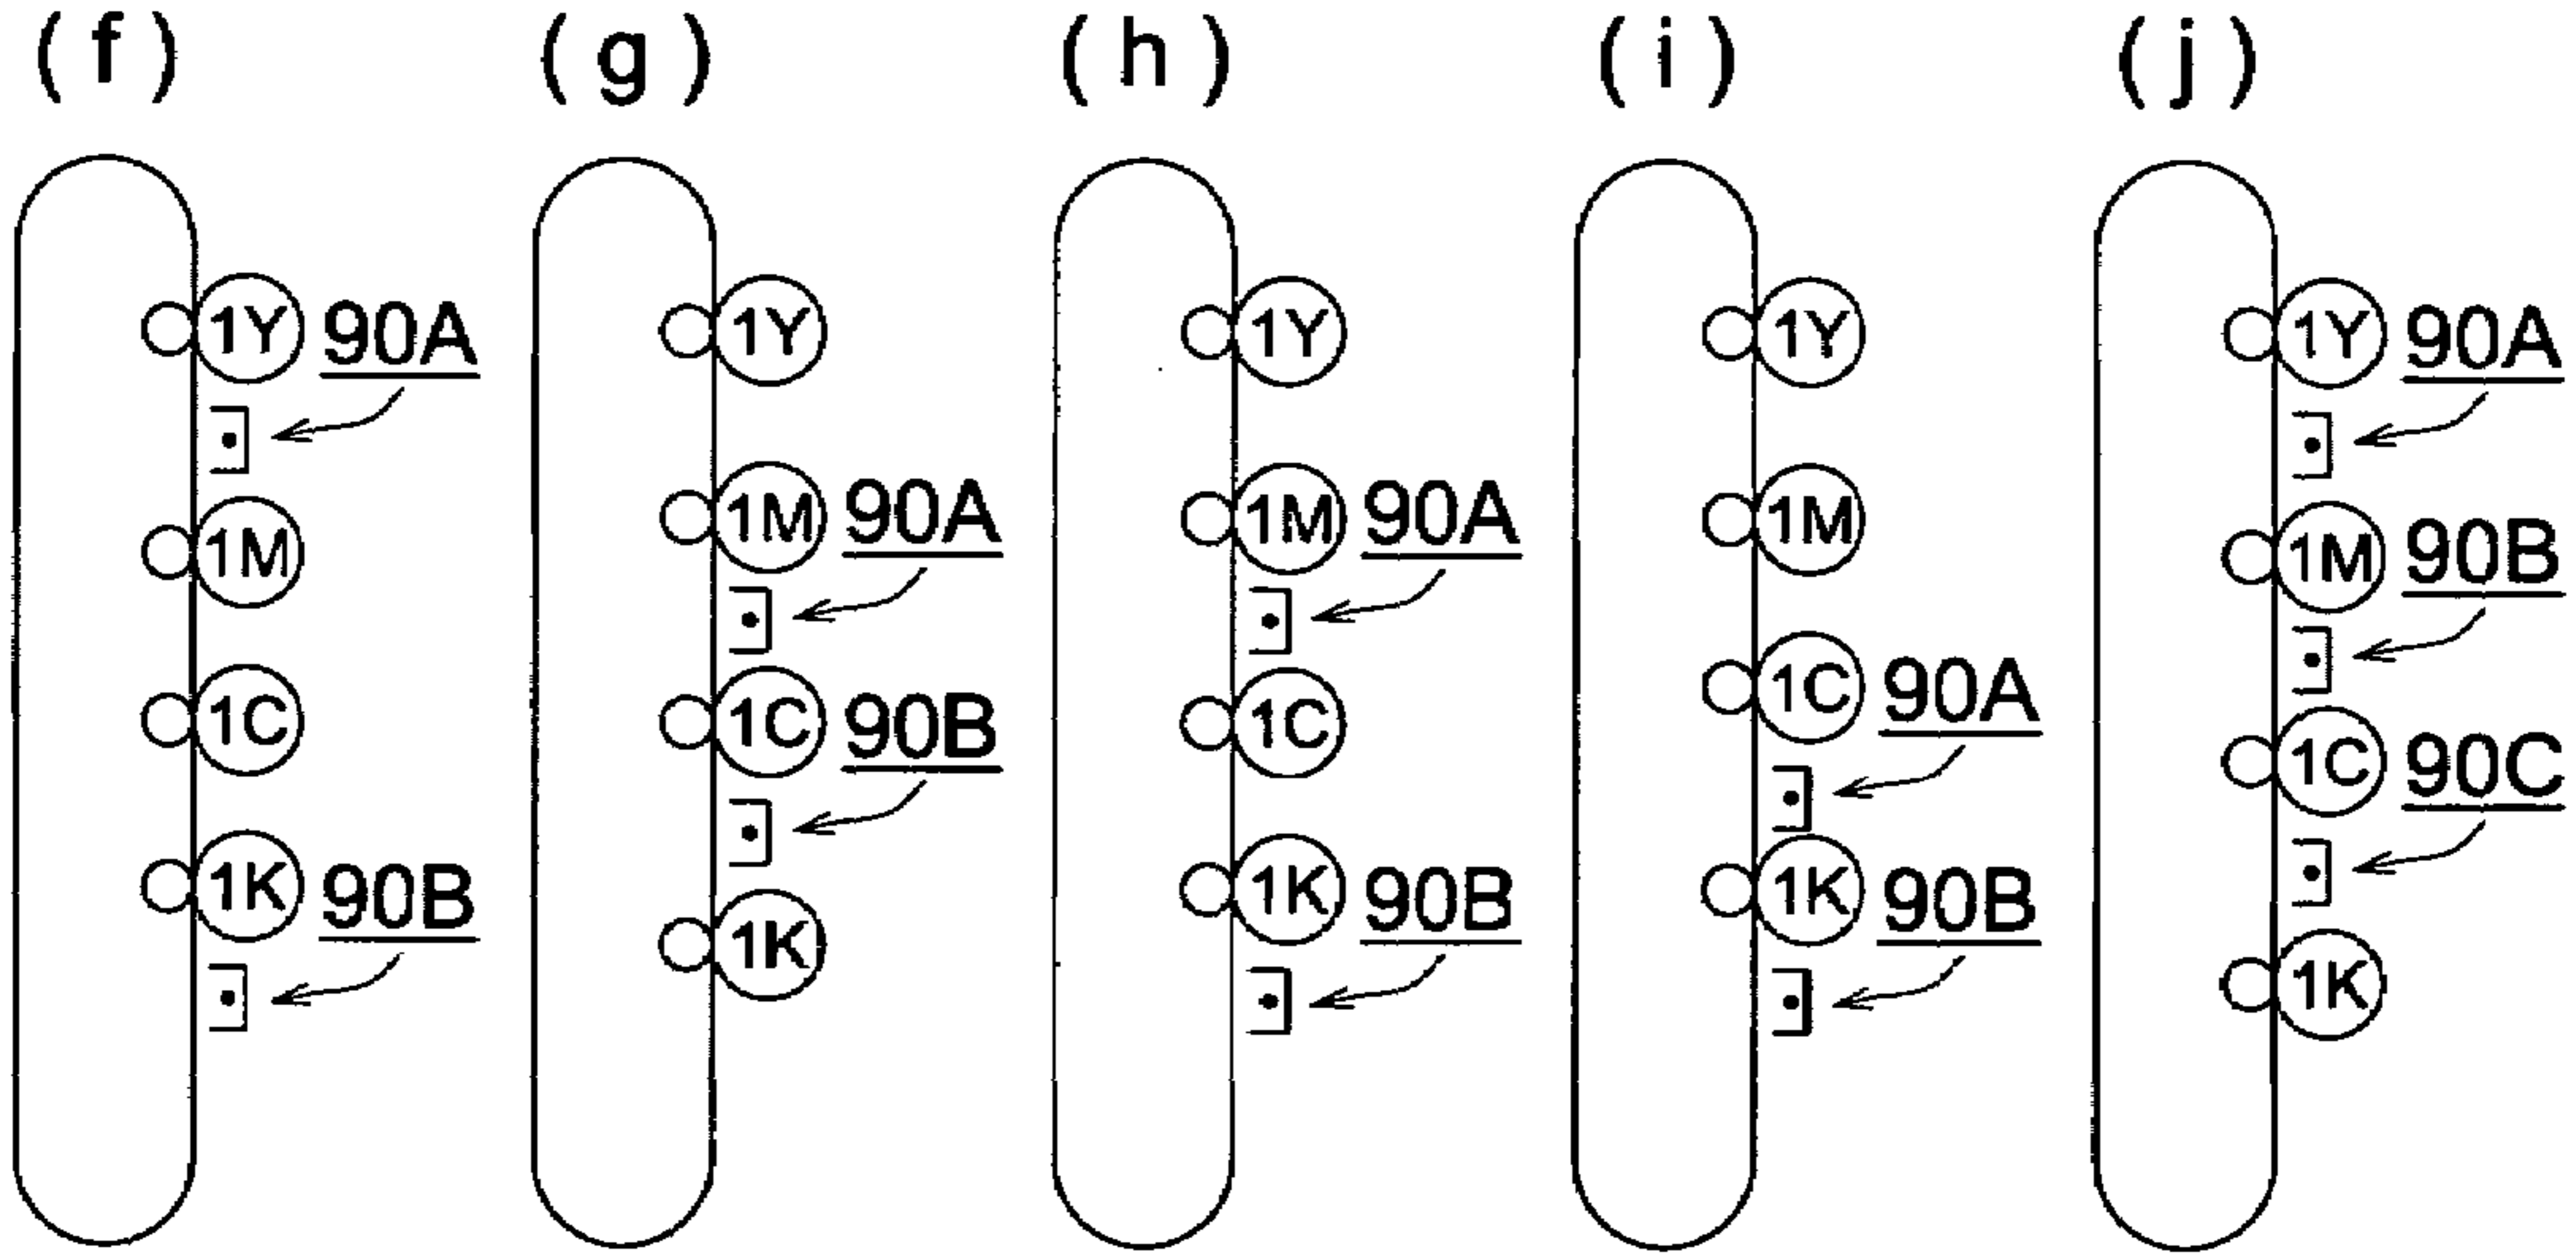 (f) (g) (h) (i) (j)
1Y 90A
1M
1C
1K 90B
1Y
1M 90A
1C 90B
1K
1Y
1M 90A
1C
1K 90B
1Y
1M
1C 90A
1K 90B
1Y 90A
1M 90B
1C 90C
1K